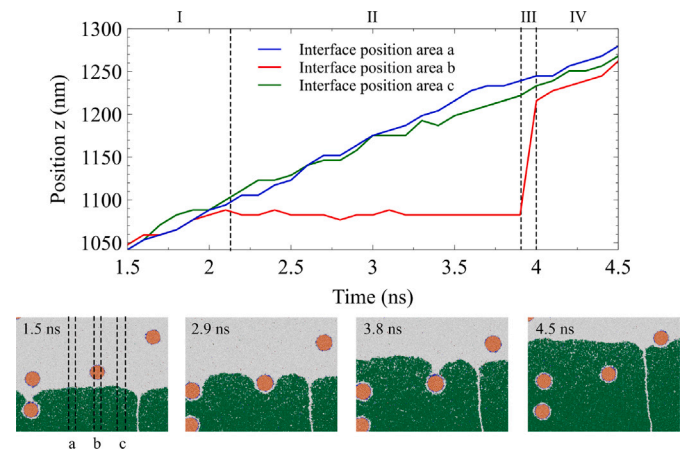 I II III IV
1300
1250
1200
1150
1100
1050
Position z (nm)
Interface position area a
Interface position area b
Interface position area c
1.5 2 2.5 3 3.5 4 4.5
Time (ns)
1.5 ns 2.9 ns 3.8 ns 4.5 ns
a b c